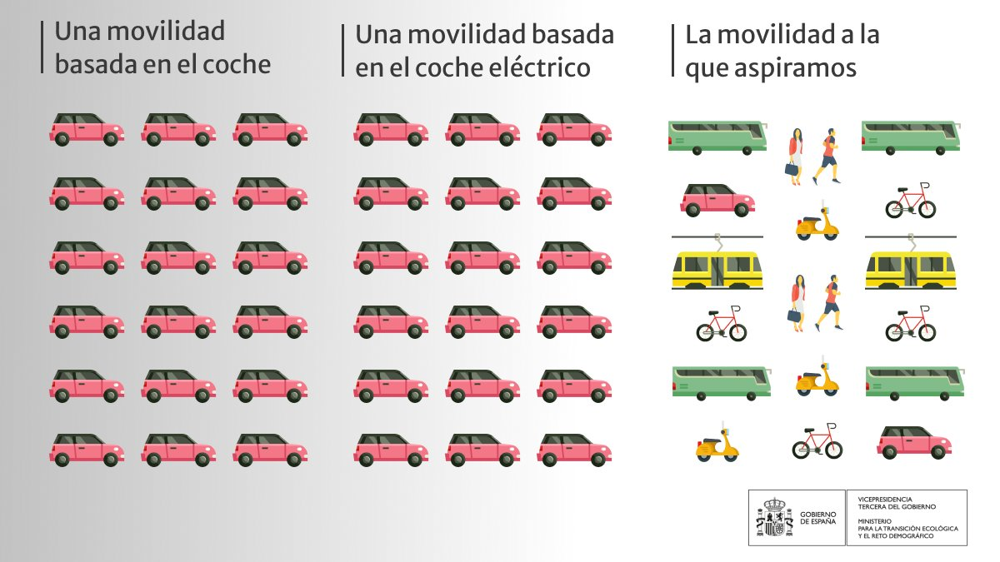 Una movilidad
basada en el coche
Una movilidad basada
en el coche eléctrico
La movilidad a la
que aspiramos
GOBIERNO
DE ESPAÑA
VICEPRESIDENCIA
TERCERA DEL GOBIERNO
MINISTERIO
PARA LA TRANSICIÓN ECOLÓGICA
Y EL RETO DEMOGRÁFICO